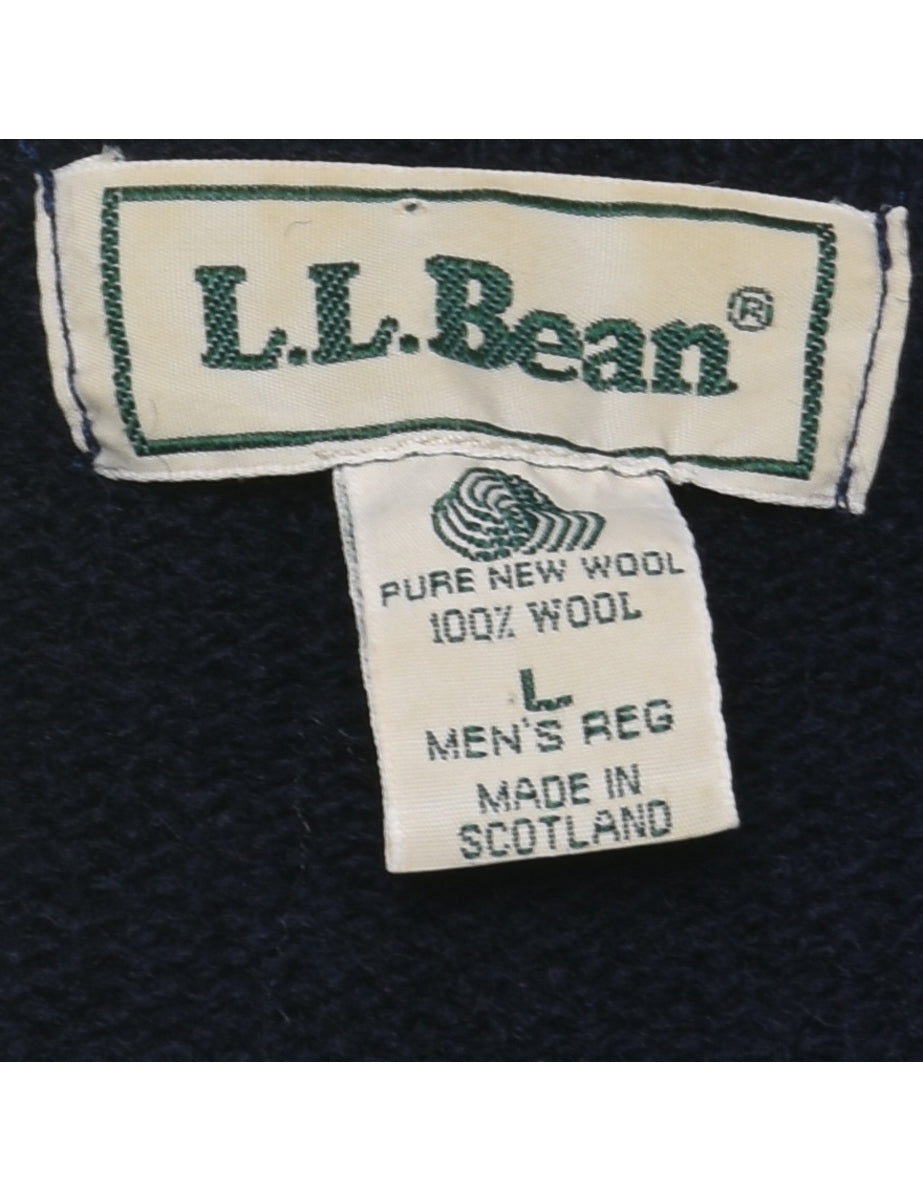 L.L.Bean®
PURE NEW WOOL
100% WOOL
L
MEN'S REG
MADE IN
SCOTLAND